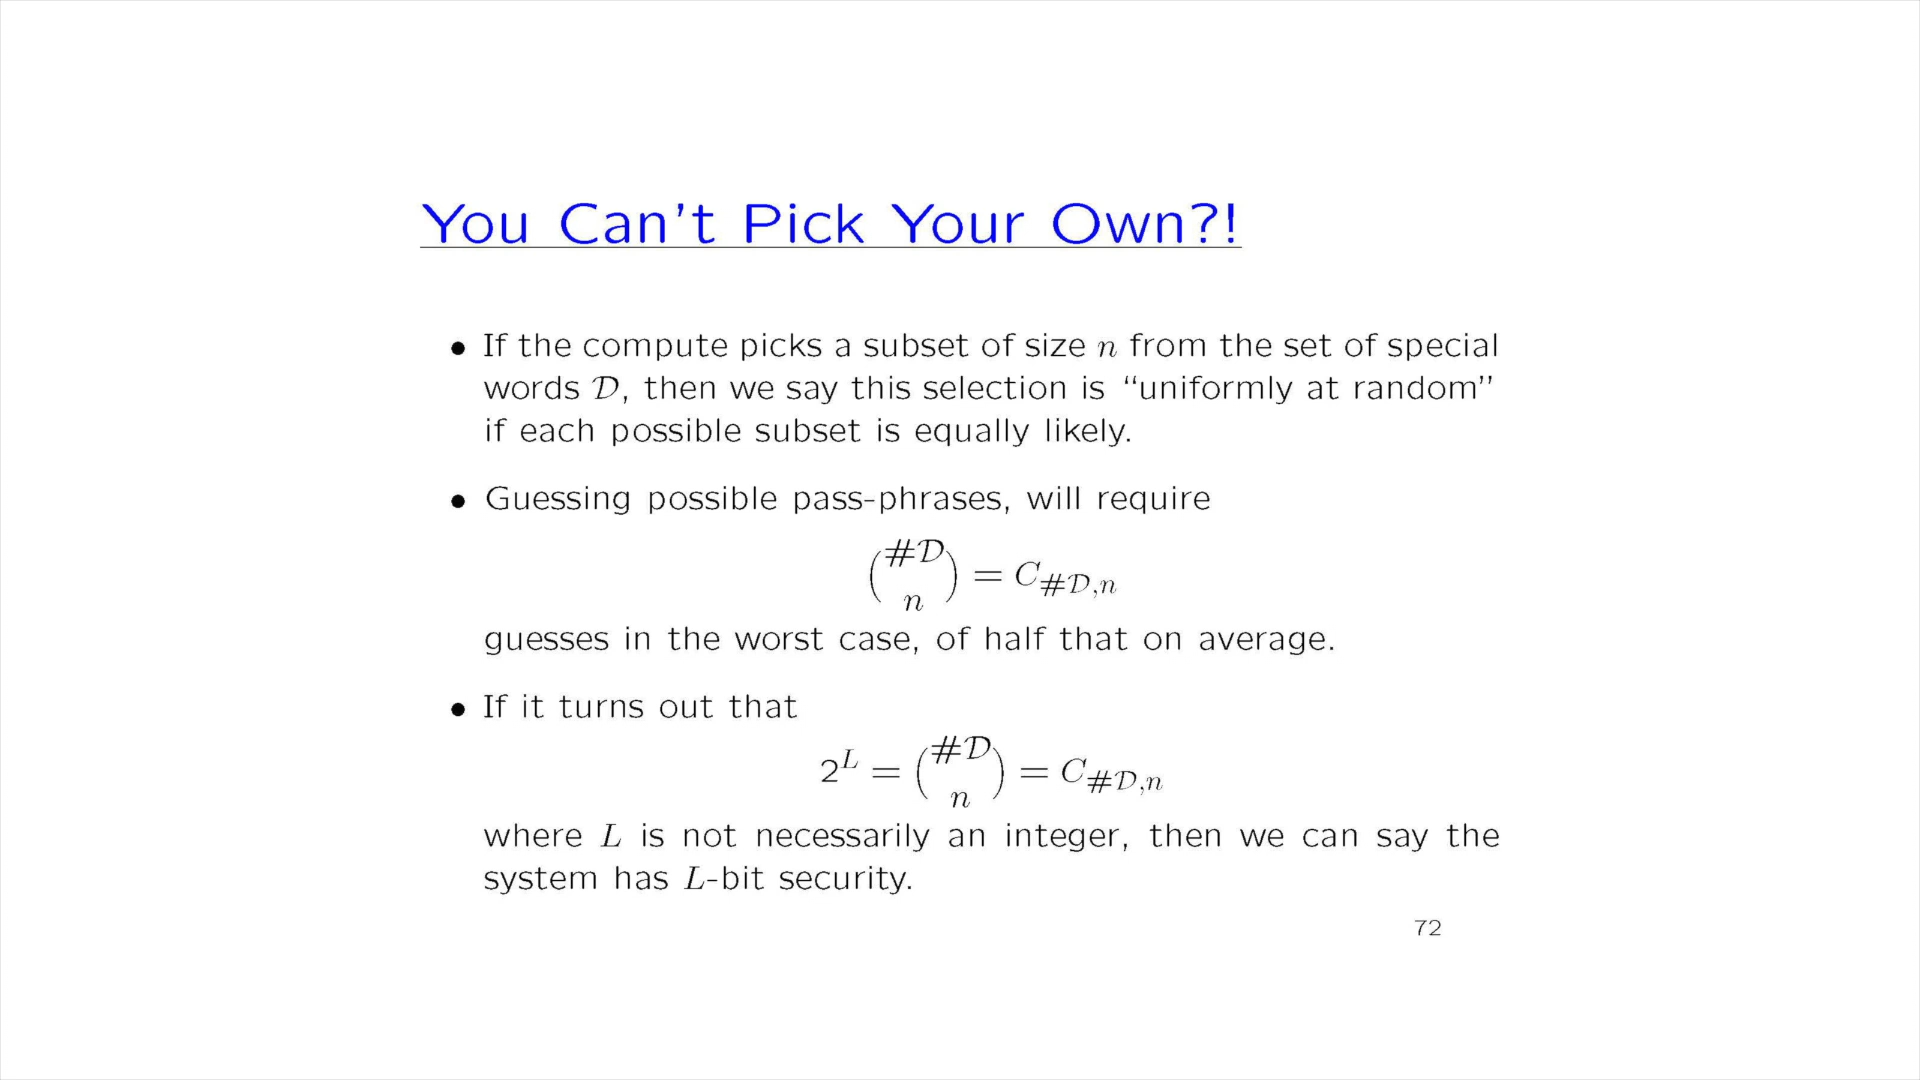 You Can't Pick Your Own?!
• If the compute picks a subset of size n from the set of special
words D, then we say this selection is “uniformly at random”
if each possible subset is equally likely.
• Guessing possible pass-phrases, will require
(#D n) = C#D,n
guesses in the worst case, of half that on average.
• If it turns out that
2^L = (#D n) = C#D,n
where L is not necessarily an integer, then we can say the
system has L-bit security.
72